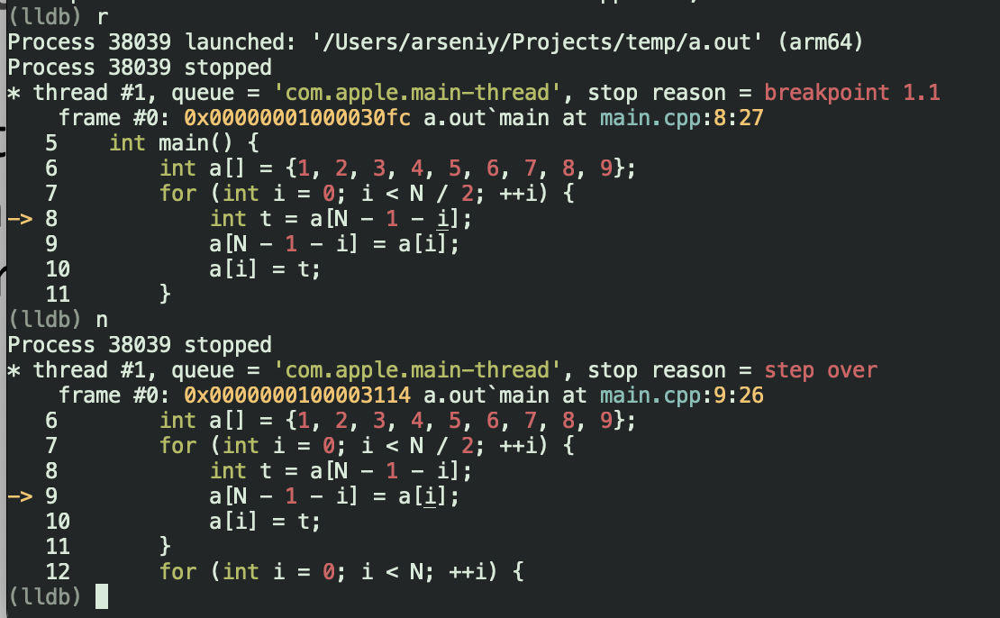 (lldb) r
Process 38039 launched: '/Users/arseniy/Projects/temp/a.out' (arm64)
Process 38039 stopped
* thread #1, queue = 'com.apple.main-thread', stop reason = breakpoint 1.1
    frame #0: 0x00000001000030fc a.out`main at main.cpp:8:27
   5    int main() {
   6        int a[] = {1, 2, 3, 4, 5, 6, 7, 8, 9};
   7        for (int i = 0; i < N / 2; ++i) {
-> 8            int t = a[N - 1 - i];
   9            a[N - 1 - i] = a[i];
   10           a[i] = t;
   11       }
(lldb) n
Process 38039 stopped
* thread #1, queue = 'com.apple.main-thread', stop reason = step over
    frame #0: 0x0000000100003114 a.out`main at main.cpp:9:26
   6        int a[] = {1, 2, 3, 4, 5, 6, 7, 8, 9};
   7        for (int i = 0; i < N / 2; ++i) {
   8            int t = a[N - 1 - i];
-> 9            a[N - 1 - i] = a[i];
   10           a[i] = t;
   11       }
   12       for (int i = 0; i < N; ++i) {
(lldb)